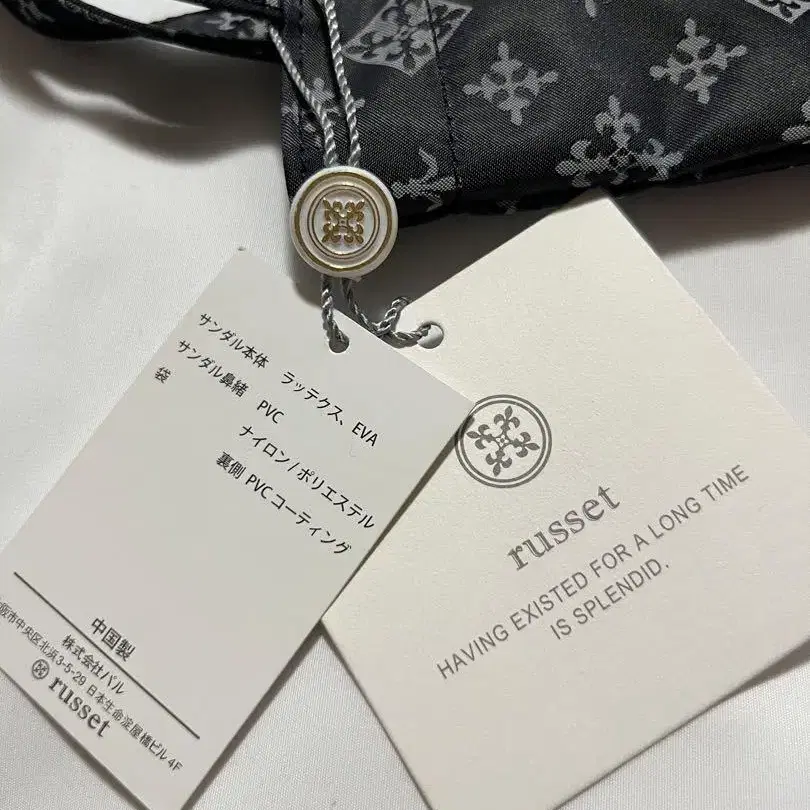 サンダル本体 ラッテクス、EVA
サンダル鼻緒 PVC
袋 ナイロン/ポリエステル
裏側 PVCコーティング
中国製
株式会社パル
阪市中央区北浜3-5-29 日本生命淀屋橋ビル4F
russet
russet
HAVING EXISTED FOR A LONG TIME
IS SPLENDID.